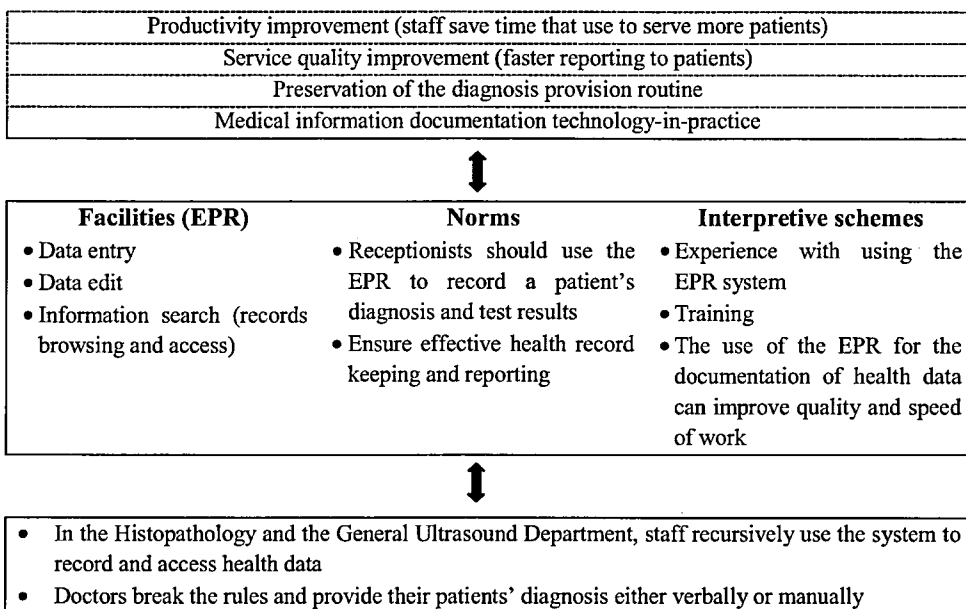 Productivity improvement (staff save time that use to serve more patients)
Service quality improvement (faster reporting to patients)
Preservation of the diagnosis provision routine
Medical information documentation technology-in-practice
Facilities (EPR)
• Data entry
• Data edit
• Information search (records
browsing and access)
Norms
• Receptionists should use the
EPR to record a patient's
diagnosis and test results
• Ensure effective health record
keeping and reporting
Interpretive schemes
• Experience with using the
EPR system
• Training
• The use of the EPR for the
documentation of health data
can improve quality and speed
of work
• In the Histopathology and the General Ultrasound Department, staff recursively use the system to
record and access health data
• Doctors break the rules and provide their patients' diagnosis either verbally or manually